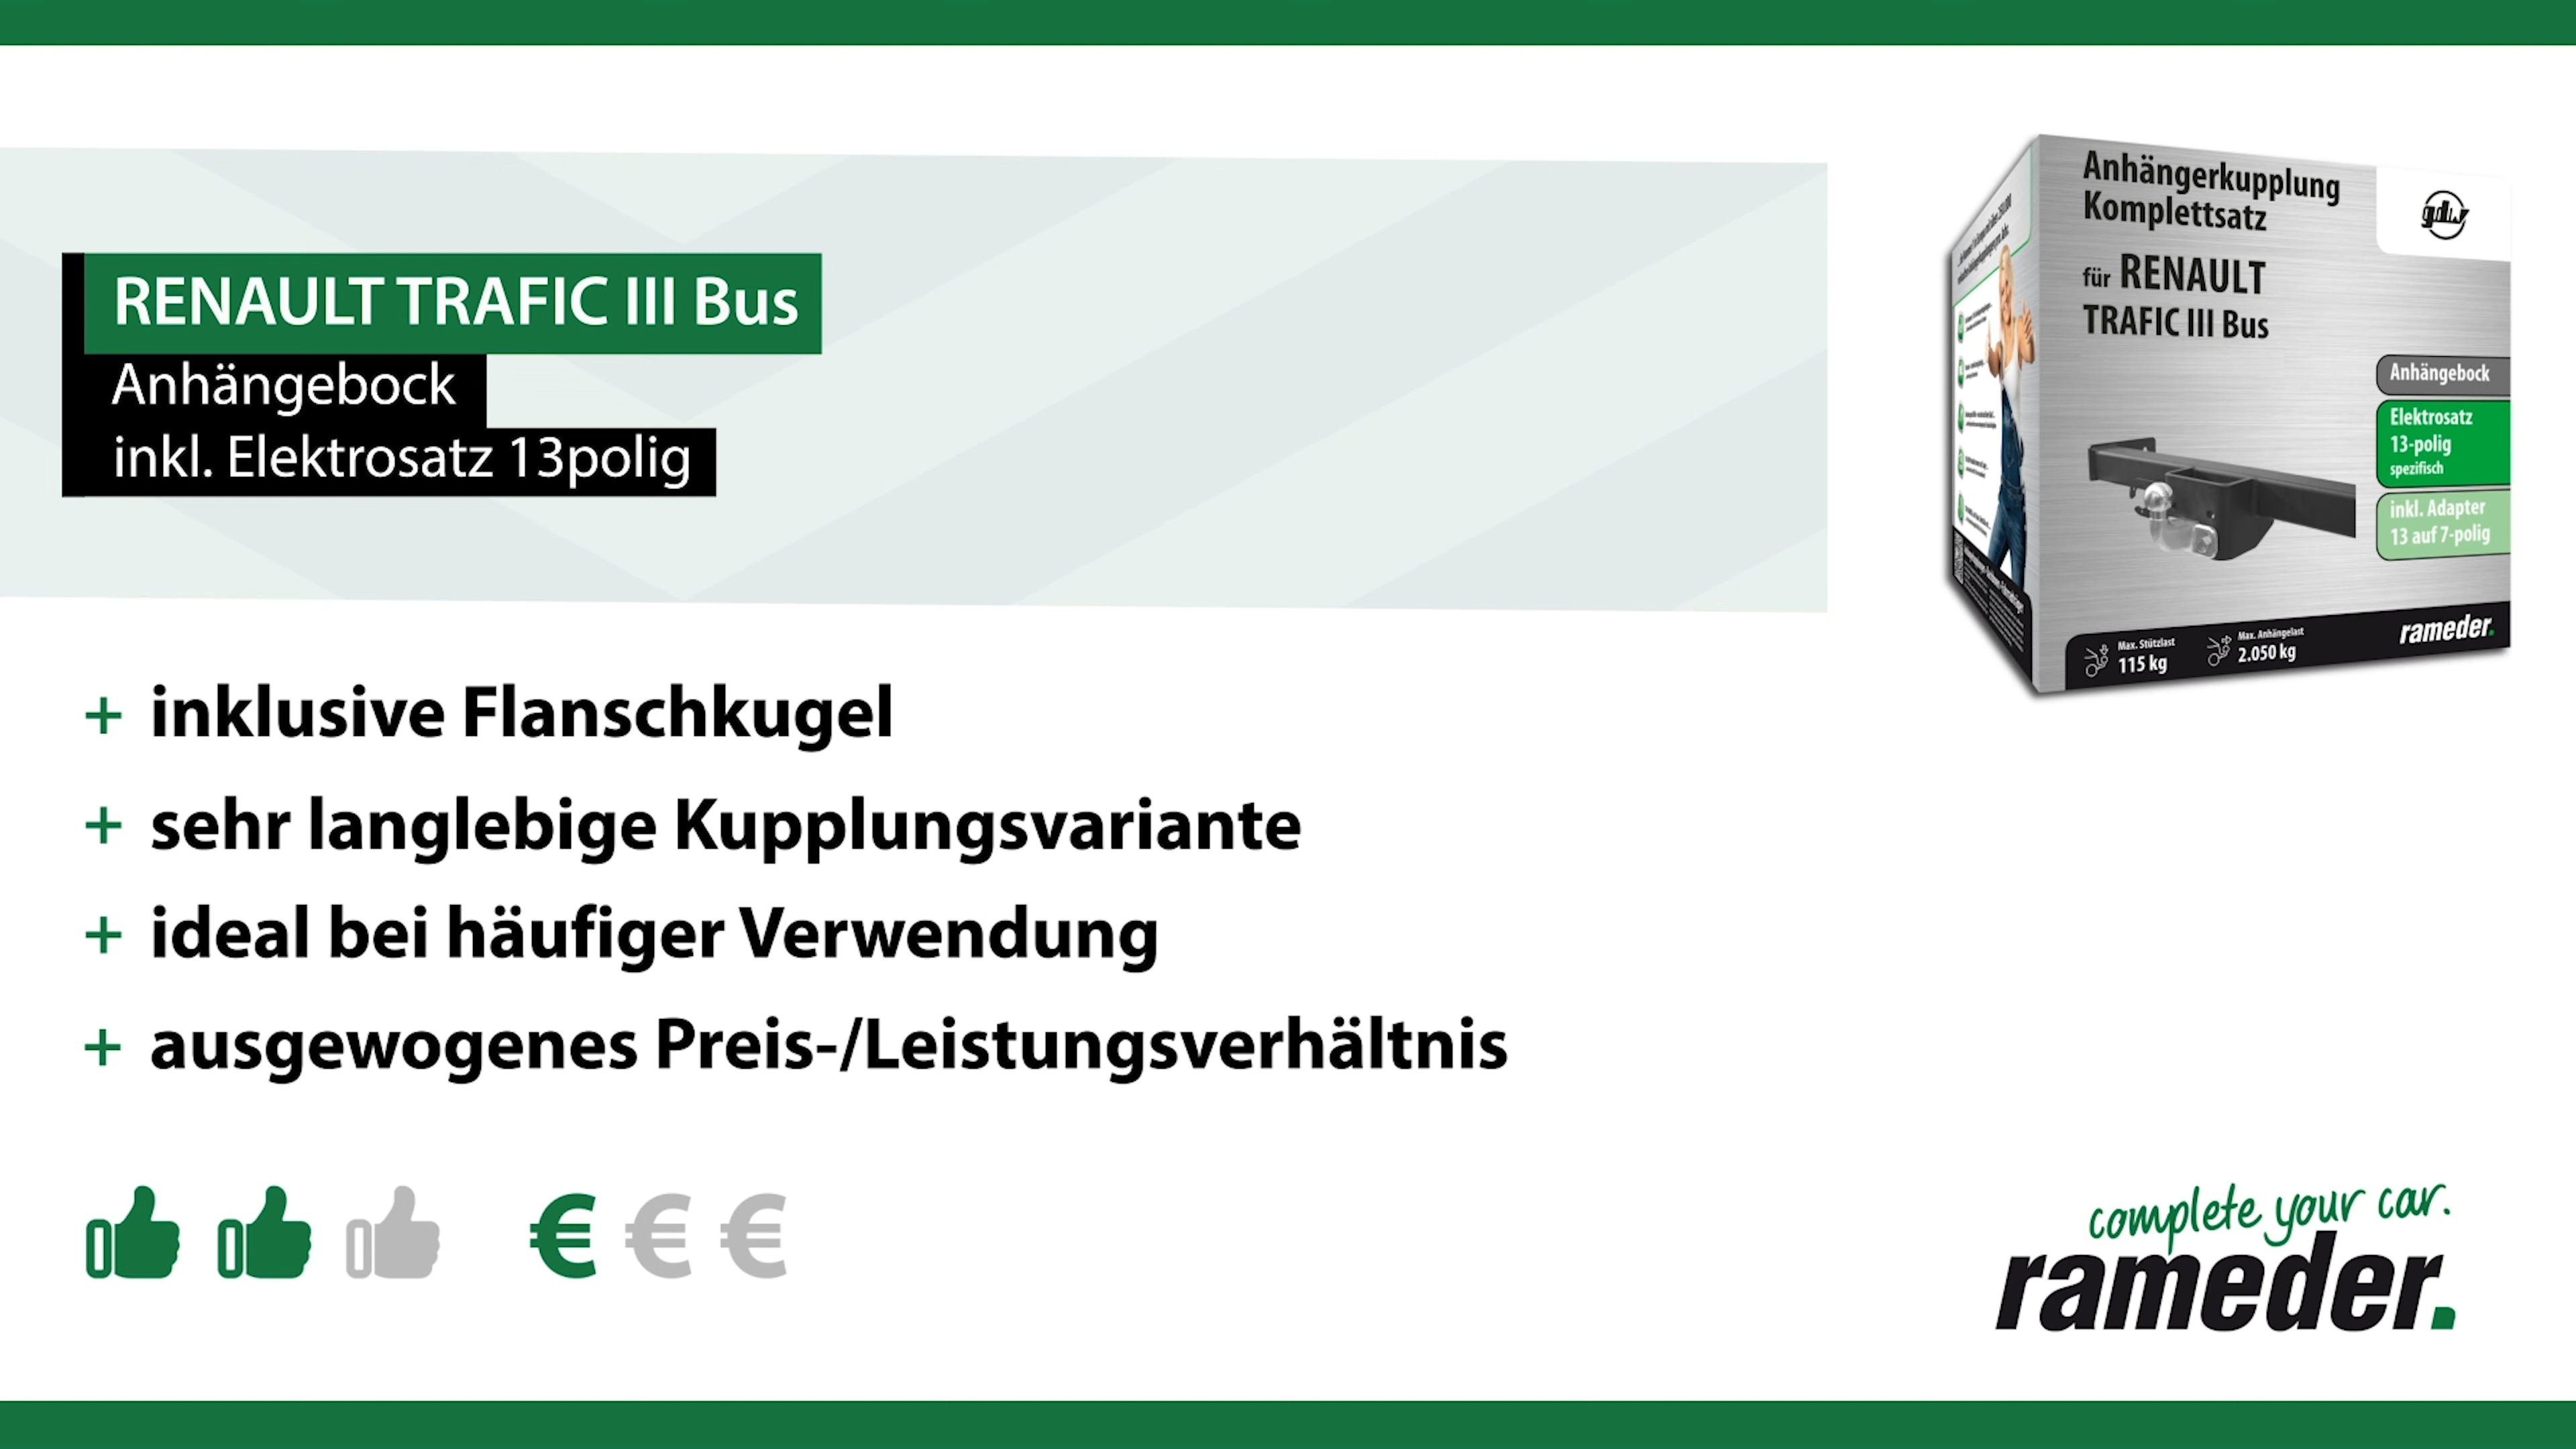 RENAULT TRAFIC III Bus
Anhängebock
inkl. Elektrosatz 13polig
+ inklusive Flanschkugel
+ sehr langlebige Kupplungsvariante
+ ideal bei häufiger Verwendung
+ ausgewogenes Preis-/Leistungsverhältnis
€ € €
Anhängerkupplung
Komplettsatz
für RENAULT
TRAFIC III Bus
gdw
Anhängebock
Elektrosatz
13-polig
spezifisch
inkl. Adapter
13 auf 7-polig
Max. Stützlast
115 kg
Max. Anhängelast
2.050 kg
rameder.
complete your car.
rameder.